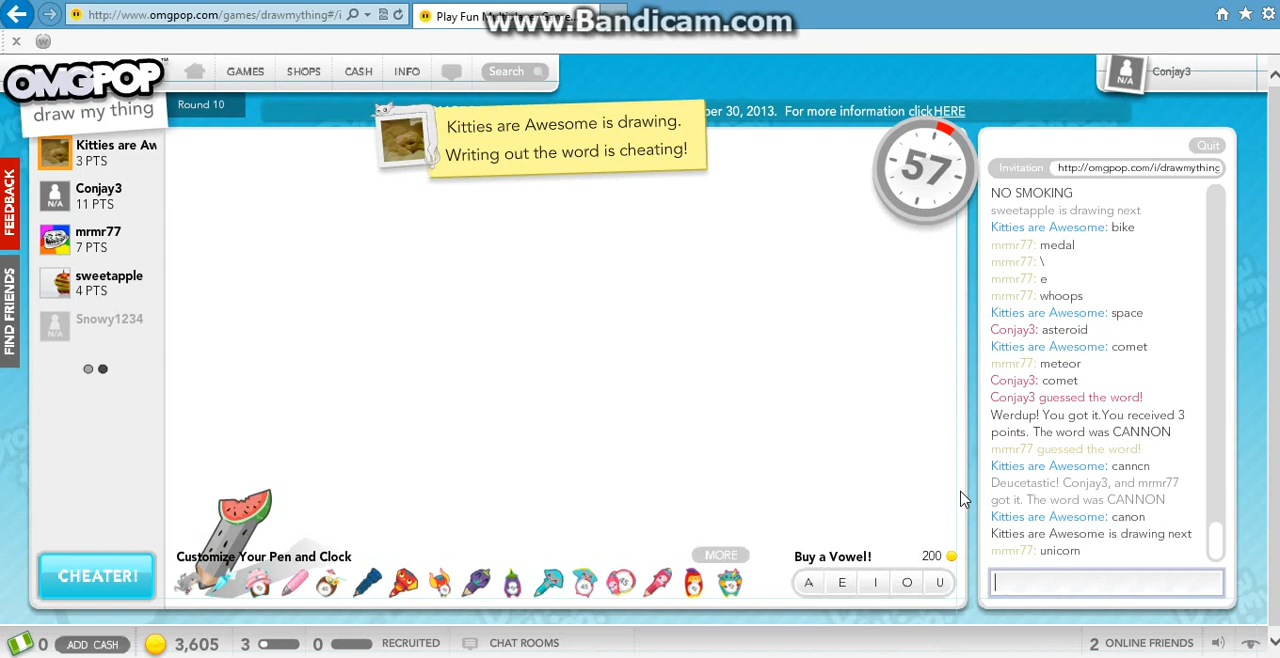 http://www.omgpop.com/games/drawmything#/i
Play Fun Mult
www.Bandicam.com
OMGPOP
GAMES
SHOPS
CASH
INFO
Search
N/A
Conjay3
draw my thing
Round 10
ber 30, 2013. For more information click HERE
Kitties are Awesome is drawing.
Writing out the word is cheating!
57
FEEDBACK
FIND FRIENDS
Kitties are Aw
3 PTS
N/A
Conjay3
11 PTS
mrmr77
7 PTS
sweetapple
4 PTS
N/A
Snowy1234
CHEATER!
Customize Your Pen and Clock
MORE
Buy a Vowel!
200
A E I O U
Quit
Invitation http://omgpop.com/i/drawmything
NO SMOKING
sweetapple is drawing next
Kitties are Awesome: bike
mrmr77: medal
mrmr77: \
mrmr77: e
mrmr77: whoops
Kitties are Awesome: space
Conjay3: asteroid
Kitties are Awesome: comet
mrmr77: meteor
Conjay3: comet
Conjay3 guessed the word!
Werdup! You got it.You received 3
points. The word was CANNON
mrmr77 guessed the word!
Kitties are Awesome: canncn
Deucetastic! Conjay3, and mrmr77
got it. The word was CANNON
Kitties are Awesome: canon
Kitties are Awesome is drawing next
mrmr77: unicorn
0
ADD CASH
3,605
3
0
RECRUITED
CHAT ROOMS
2 ONLINE FRIENDS